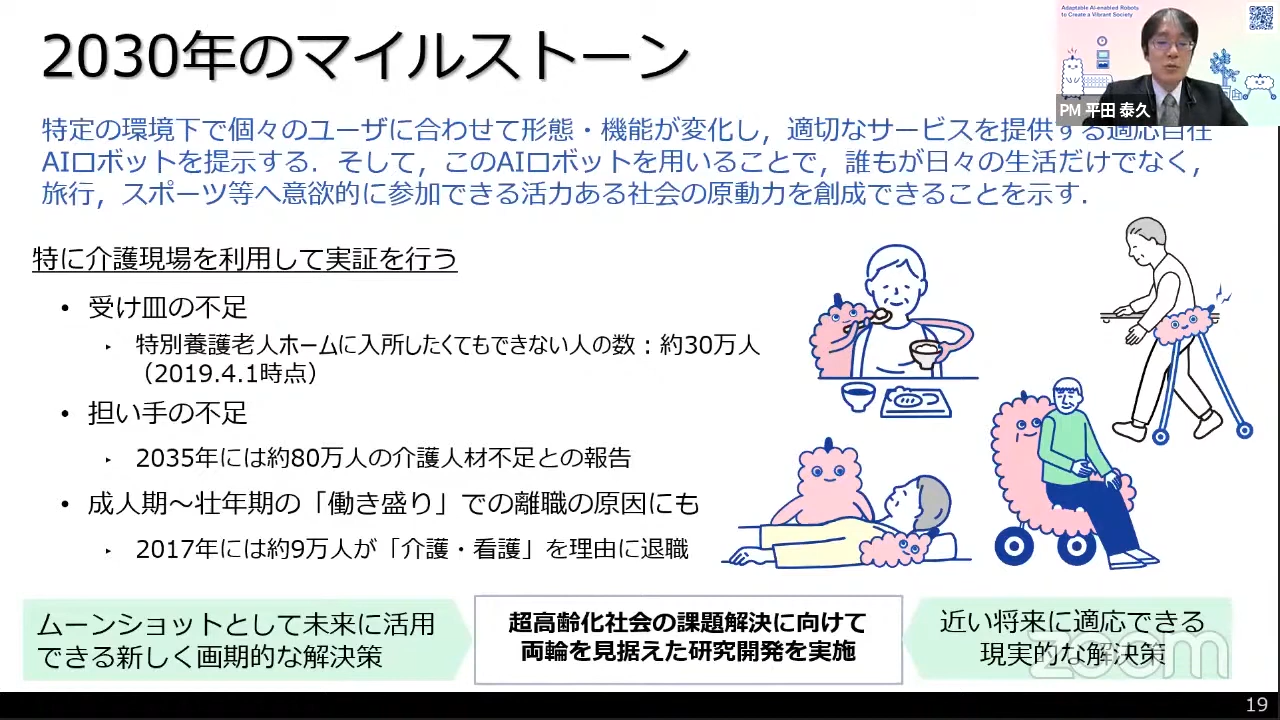 2030年のマイルストーン
Adaptable AI-enabled Robots
to Create a Vibrant Society
PM 平田 泰久
特定の環境下で個々のユーザに合わせて形態・機能が変化し，適切なサービスを提供する適応自在
AIロボットを提示する．そして，このAIロボットを用いることで，誰もが日々の生活だけでなく，
旅行，スポーツ等へ意欲的に参加できる活力ある社会の原動力を創成できることを示す．
特に介護現場を利用して実証を行う
• 受け皿の不足
‣ 特別養護老人ホームに入所したくてもできない人の数：約30万人
（2019.4.1時点）
• 担い手の不足
‣ 2035年には約80万人の介護人材不足との報告
• 成人期～壮年期の「働き盛り」での離職の原因にも
‣ 2017年には約9万人が「介護・看護」を理由に退職
ムーンショットとして未来に活用
できる新しく画期的な解決策
超高齢化社会の課題解決に向けて
両輪を見据えた研究開発を実施
近い将来に適応できる
現実的な解決策
zoom
19